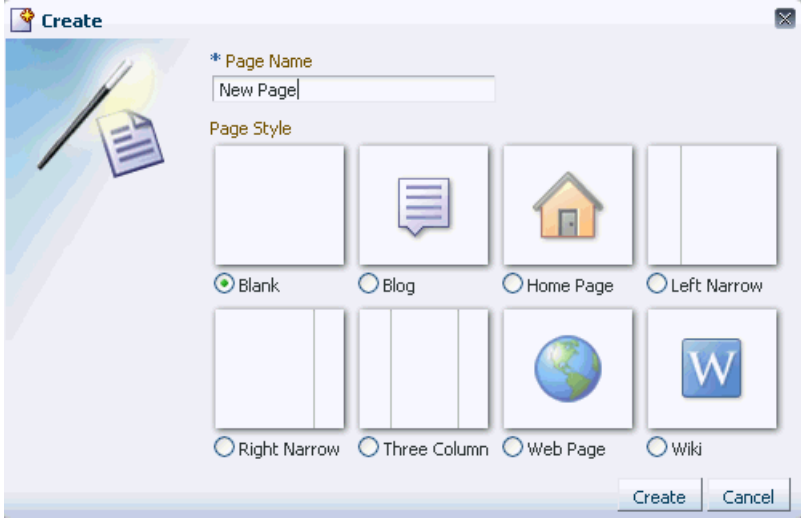 Create
* Page Name
New Page
Page Style
Blank Blog Home Page Left Narrow
W
Right Narrow Three Column Web Page Wiki
Create Cancel